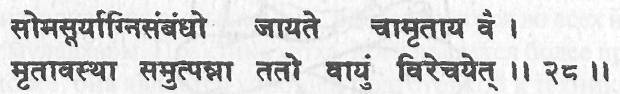 सोमसूर्याग्निसंबंधो जायते चामृताय वै ।
मृतावस्था समुत्पन्ना ततो वायुं विरेचयेत् ॥ २८ ॥